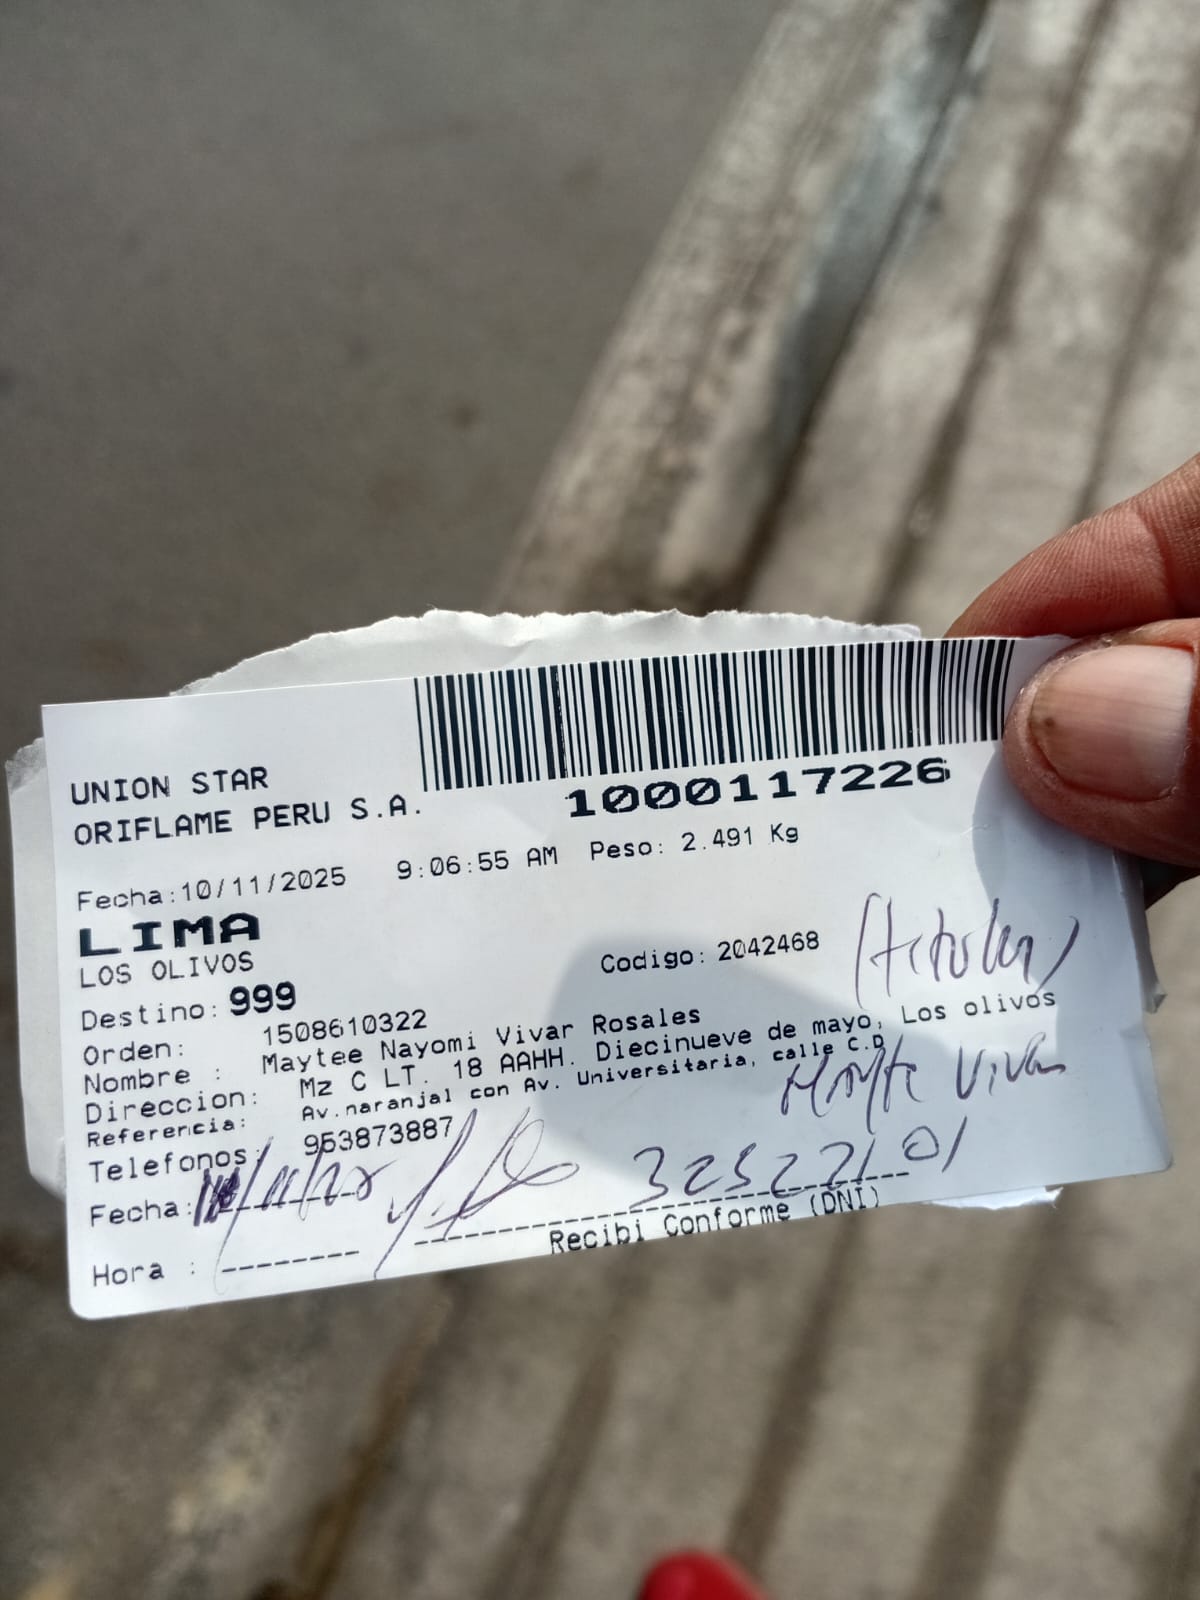 UNION STAR
ORIFLAME PERU S.A.
1000117226
Fecha:10/11/2025 9:06:55 AM Peso: 2.491 Kg
LIMA
LOS OLIVOS
Codigo: 2042468
(titular)
Destino: 999
Orden: 1508610322
Nombre : Maytee Nayomi Vivar Rosales
Direccion: Mz C LT. 18 AAHH. Diecinueve de mayo, Los olivos
Referencia: Av.naranjal con Av. Universitaria, calle C.D
Vivar
Telefonos: 953873887
Fecha:
Hora :
Recibi Conforme (DNI)